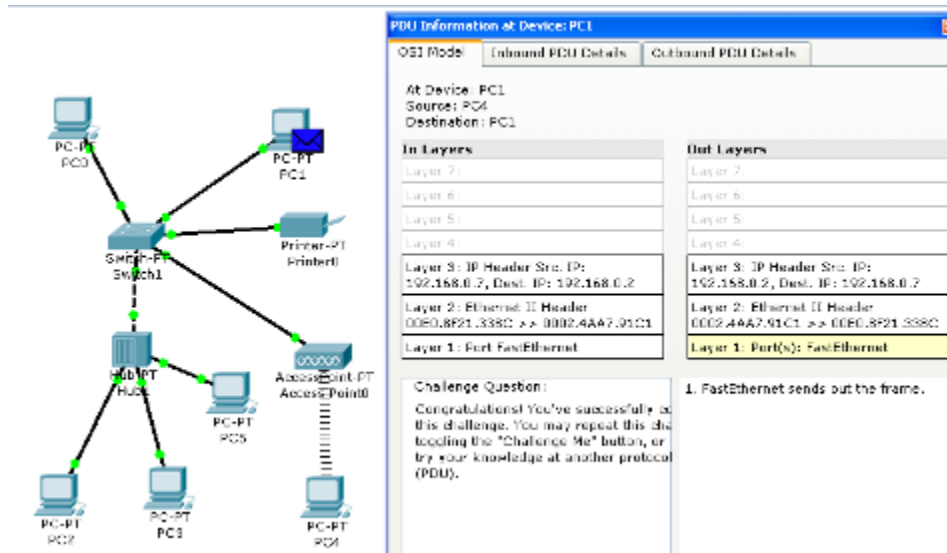 PDU Information at Device: PC1
OSI Model
Inbound PDU Details
Outbound PDU Details
At Device: PC1
Source: PC4
Destination: PC1
In Layers
Out Layers
Layer 7:
Layer 6:
Layer 5:
Layer 4:
Layer 3: IP Header Src. IP:
192.168.0.7, Dest. IP: 192.168.0.2
Layer 2: Ethernet II Header
00E0.8F21.338C >> 0002.4AA7.91C1
Layer 1: Port FastEthernet
Layer 7:
Layer 6:
Layer 5:
Layer 4:
Layer 3: IP Header Src. IP:
192.168.0.2, Dest. IP: 192.168.0.7
Layer 2: Ethernet II Header
0002.4AA7.91C1 >> 00E0.8F21.338C
Layer 1: Port(s): FastEthernet
Challenge Question:
Congratulations! You've successfully
this challenge. You may repeat this
toggling the "Challenge Me" button, or
try your knowledge at another protocol
(PDU).
1. FastEthernet sends out the frame.
PC-PT
PC0
PC-PT
PC1
Printer-PT
Printer0
Switch-PT
Switch1
Hub-PT
AccessPoint-PT
Access Point0
PC-PT
PC5
PC-PT
PC2
PC-PT
PC3
PC-PT
PC4